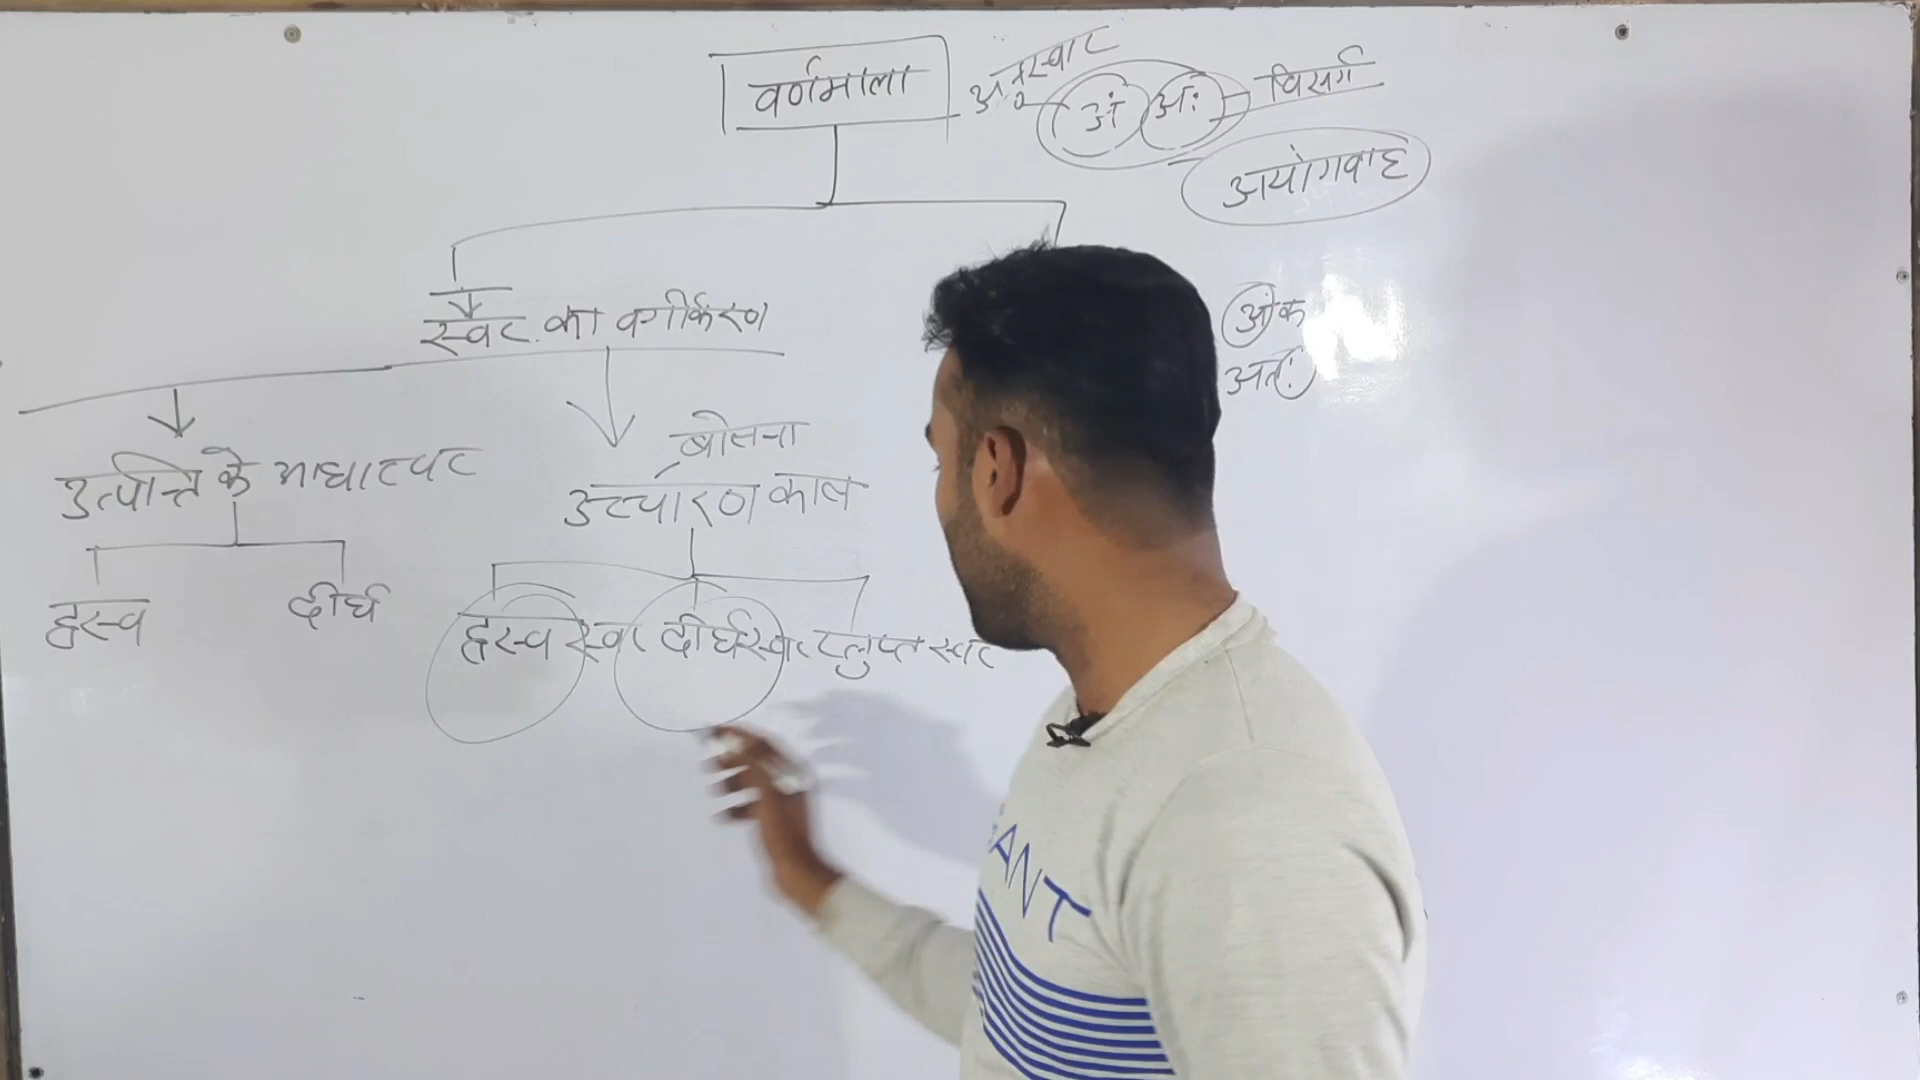 वर्णमाला
अनुस्वार अं अः विसर्ग
अयोगवाह
स्वर का वर्गीकरण
अंक
अतः
बोलना
उत्पत्ति के आधार पर
उच्चारण काल
ह्रस्व दीर्घ
ह्रस्व स्वर दीर्घ स्वर प्लुप्त स्वर
ANT